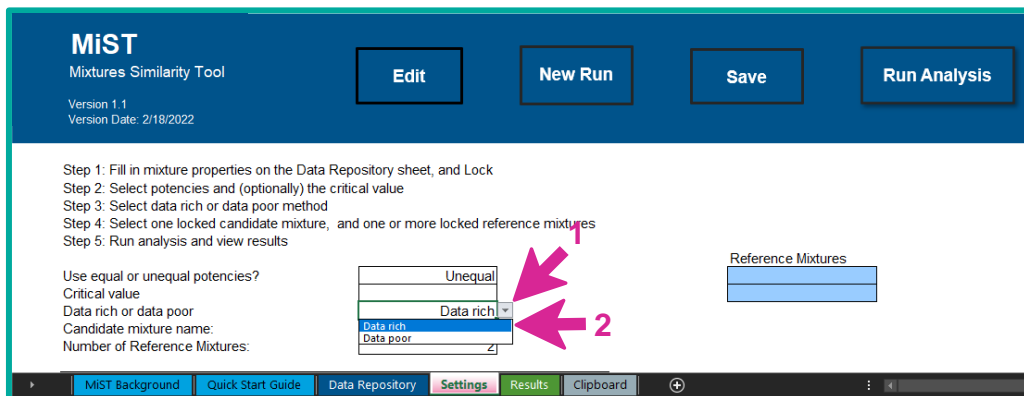 MiST
Mixtures Similarity Tool
Version 1.1
Version Date: 2/18/2022
Edit
New Run
Save
Run Analysis
Step 1: Fill in mixture properties on the Data Repository sheet, and Lock
Step 2: Select potencies and (optionally) the critical value
Step 3: Select data rich or data poor method
Step 4: Select one locked candidate mixture, and one or more locked reference mixtures
Step 5: Run analysis and view results
1
Reference Mixtures
Use equal or unequal potencies? Unequal
Critical value
Data rich or data poor Data rich
Candidate mixture name: Data rich
2
Data poor
Number of Reference Mixtures: 2
MiST Background Quick Start Guide Data Repository Settings Results Clipboard